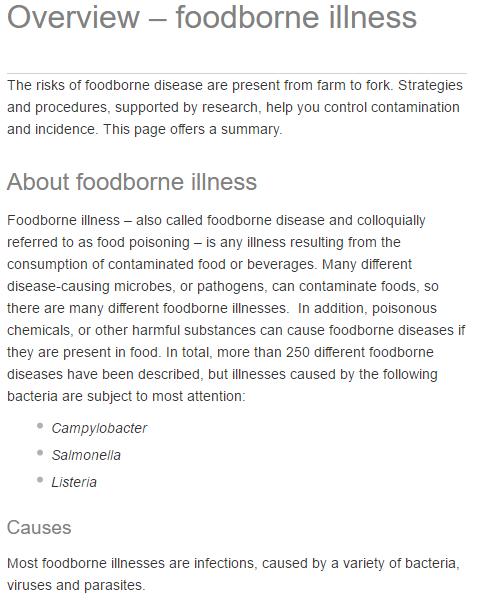 Overview – foodborne illness
The risks of foodborne disease are present from farm to fork. Strategies
and procedures, supported by research, help you control contamination
and incidence. This page offers a summary.
About foodborne illness
Foodborne illness – also called foodborne disease and colloquially
referred to as food poisoning – is any illness resulting from the
consumption of contaminated food or beverages. Many different
disease-causing microbes, or pathogens, can contaminate foods, so
there are many different foodborne illnesses.  In addition, poisonous
chemicals, or other harmful substances can cause foodborne diseases if
they are present in food. In total, more than 250 different foodborne
diseases have been described, but illnesses caused by the following
bacteria are subject to most attention:
Campylobacter
Salmonella
Listeria
Causes
Most foodborne illnesses are infections, caused by a variety of bacteria,
viruses and parasites.